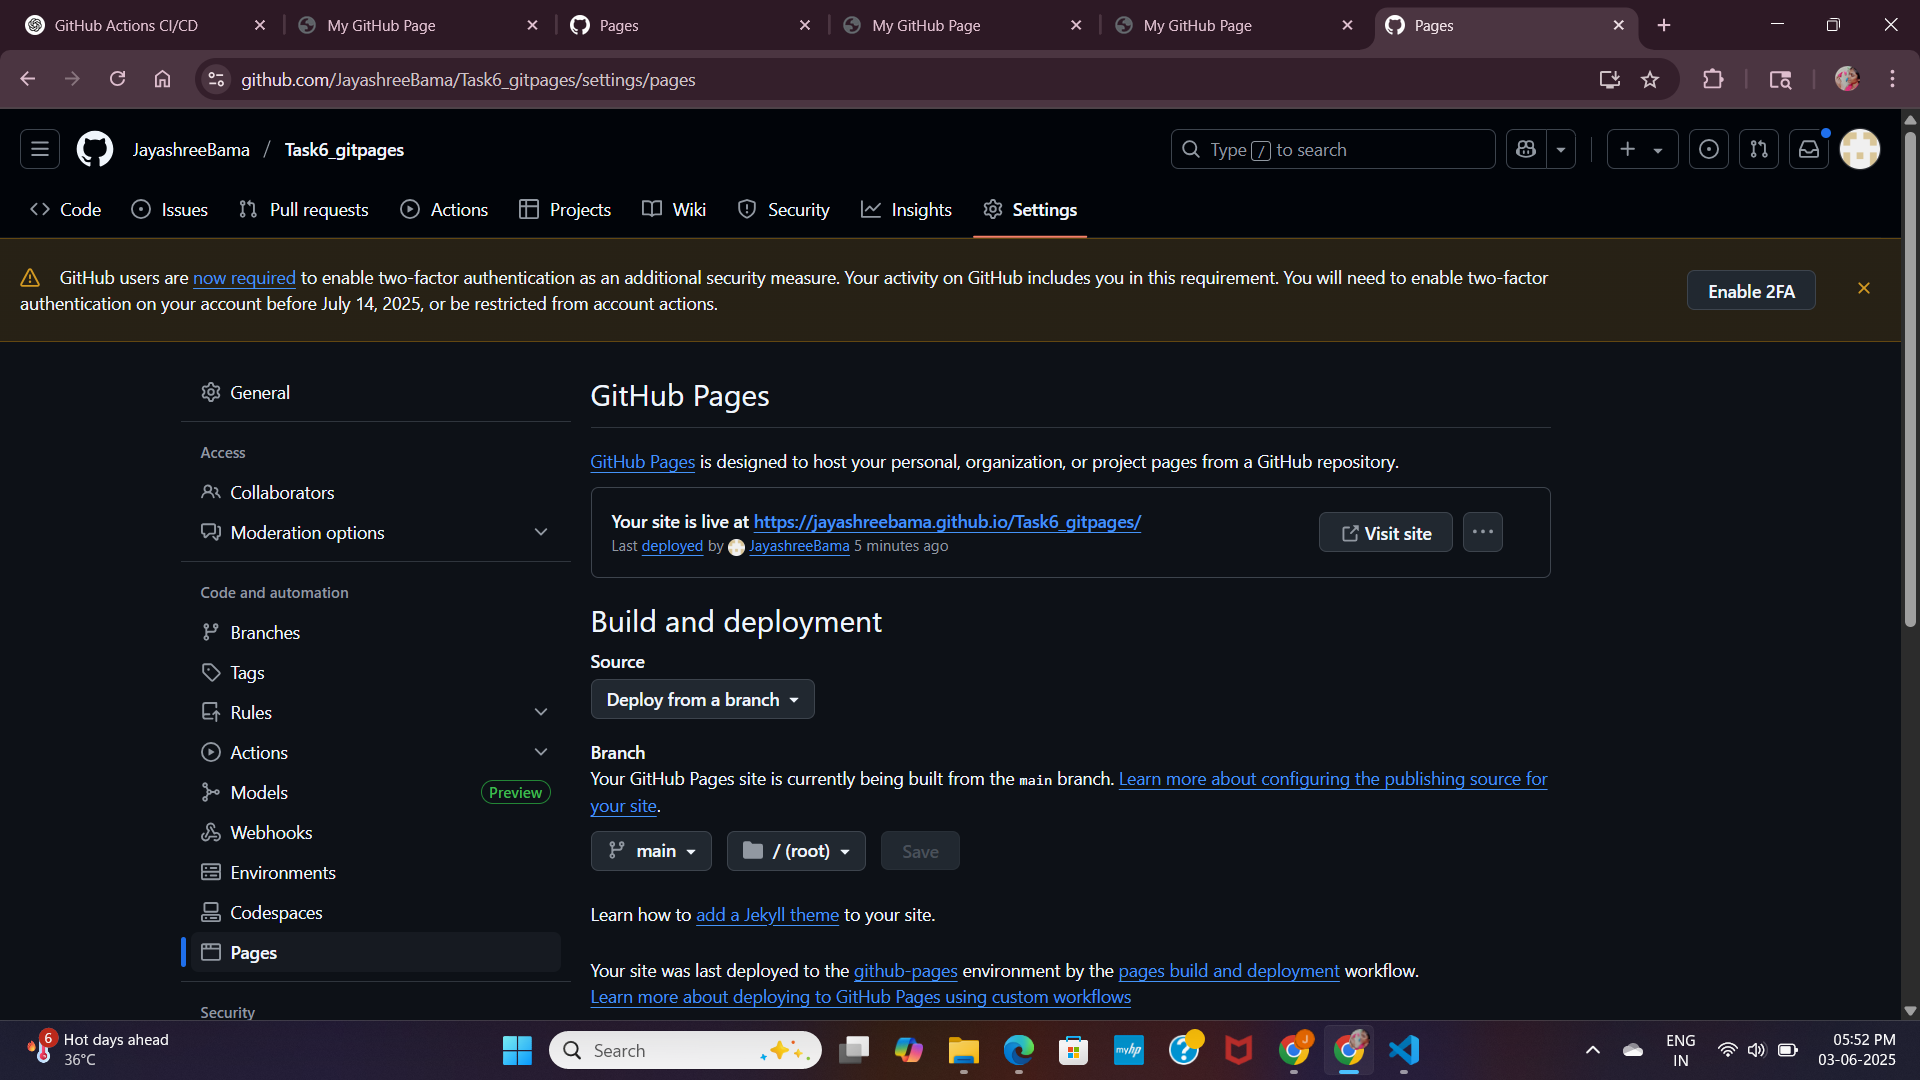 GitHub Actions CI/CD
My GitHub Page
Pages
My GitHub Page
My GitHub Page
Pages
github.com/JayashreeBama/Task6_gitpages/settings/pages
JayashreeBama / Task6_gitpages
Type / to search
Code
Issues
Pull requests
Actions
Projects
Wiki
Security
Insights
Settings
GitHub users are now required to enable two-factor authentication as an additional security measure. Your activity on GitHub includes you in this requirement. You will need to enable two-factor
authentication on your account before July 14, 2025, or be restricted from account actions.
Enable 2FA
General
Access
Collaborators
Moderation options
Code and automation
Branches
Tags
Rules
Actions
Models
Preview
Webhooks
Environments
Codespaces
Pages
Security
GitHub Pages
GitHub Pages is designed to host your personal, organization, or project pages from a GitHub repository.
Your site is live at https://jayashreebama.github.io/Task6_gitpages/
Last deployed by JayashreeBama 5 minutes ago
Visit site
Build and deployment
Source
Deploy from a branch
Branch
Your GitHub Pages site is currently being built from the main branch. Learn more about configuring the publishing source for
your site.
main
/ (root)
Save
Learn how to add a Jekyll theme to your site.
Your site was last deployed to the github-pages environment by the pages build and deployment workflow.
Learn more about deploying to GitHub Pages using custom workflows
6
Hot days ahead
36°C
Search
myhp
J
ENG
IN
05:52 PM
03-06-2025